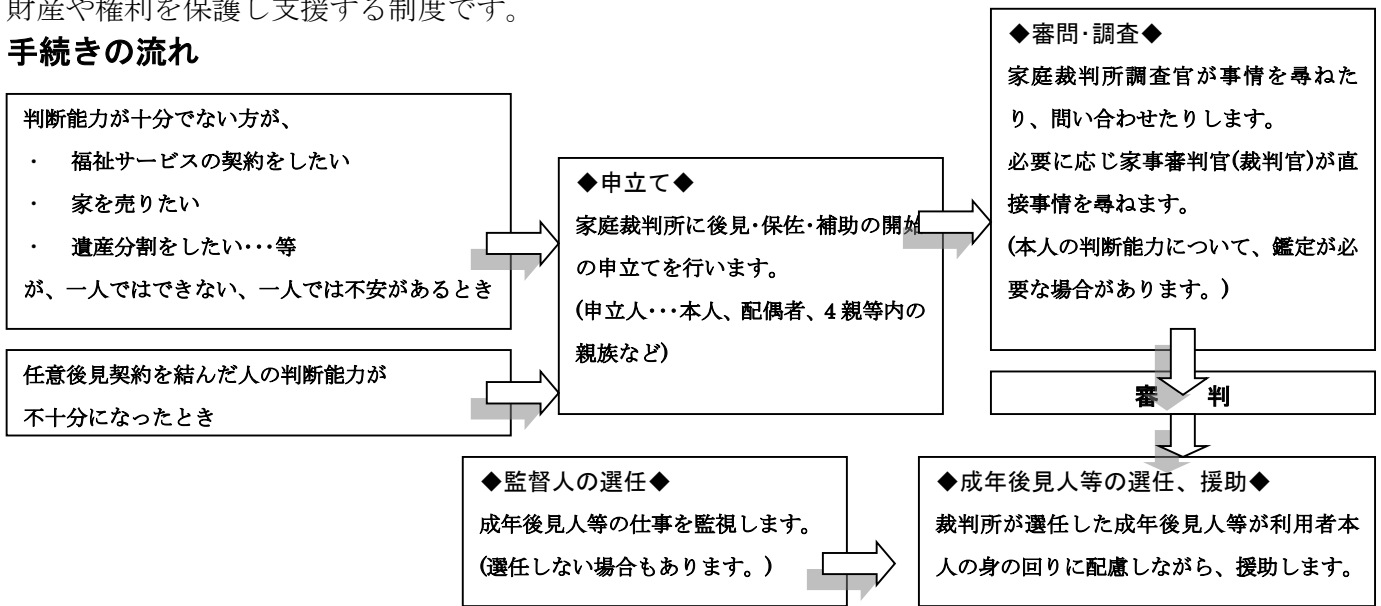 財産や権利を保護し支援する制度です。
手続きの流れ
判断能力が十分でない方が、
・ 福祉サービスの契約をしたい
・ 家を売りたい
・ 遺産分割をしたい・・・等
が、一人ではできない、一人では不安があるとき
任意後見契約を結んだ人の判断能力が
不十分になったとき
◆申立て◆
家庭裁判所に後見・保佐・補助の開始
の申立てを行います。
(申立人・・・本人、配偶者、4親等内の
親族など)
◆審問・調査◆
家庭裁判所調査官が事情を尋ねた
り、問い合わせたりします。
必要に応じ家事審判官(裁判官)が直
接事情を尋ねます。
(本人の判断能力について、鑑定が必
要な場合があります。)
審 判
◆監督人の選任◆
成年後見人等の仕事を監視します。
(選任しない場合もあります。)
◆成年後見人等の選任、援助◆
裁判所が選任した成年後見人等が利用者本
人の身の回りに配慮しながら、援助します。